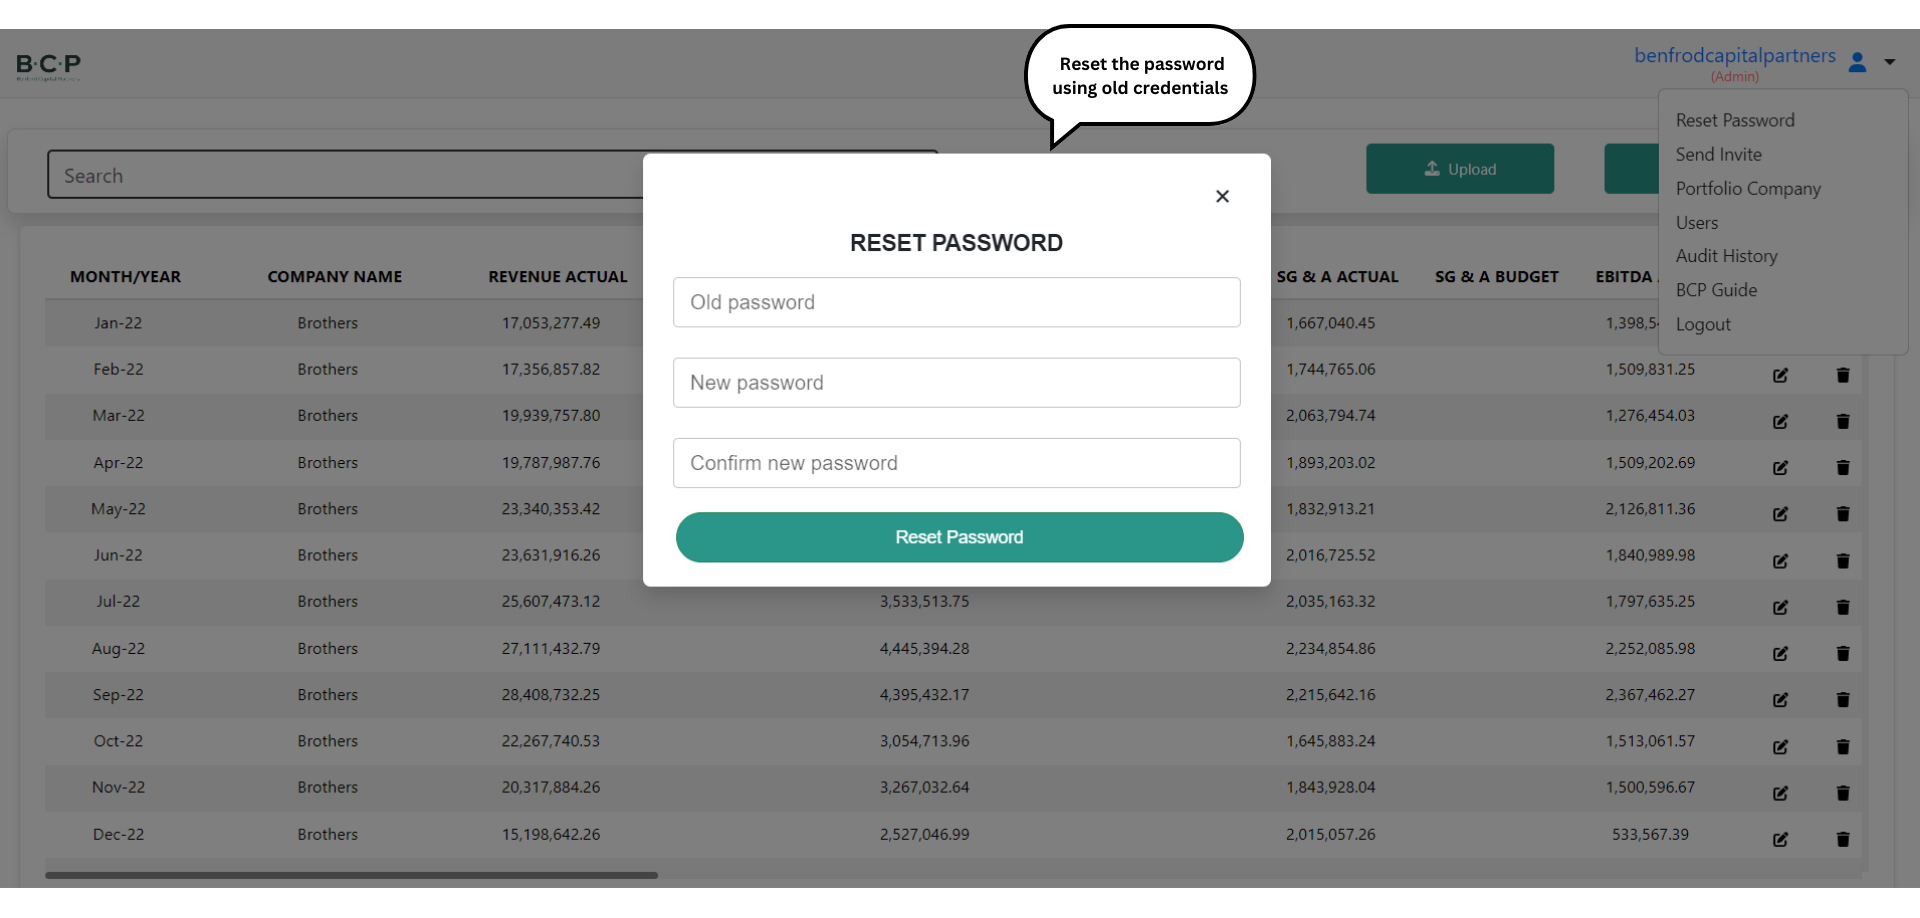 Reset the password
using old credentials
B·C·P
benfrodcapitalpartners
(Admin)
Reset Password
Send Invite
Portfolio Company
Users
Audit History
BCP Guide
Logout
Search
Upload
RESET PASSWORD
Old password
New password
Confirm new password
Reset Password
MONTH/YEAR COMPANY NAME REVENUE ACTUAL SG & A ACTUAL SG & A BUDGET EBITDA
Jan-22 Brothers 17,053,277.49 1,667,040.45
Feb-22 Brothers 17,356,857.82 1,744,765.06 1,509,831.25
Mar-22 Brothers 19,939,757.80 2,063,794.74 1,276,454.03
Apr-22 Brothers 19,787,987.76 1,893,203.02 1,509,202.69
May-22 Brothers 23,340,353.42 1,832,913.21 2,126,811.36
Jun-22 Brothers 23,631,916.26 2,016,725.52 1,840,989.98
Jul-22 Brothers 25,607,473.12 3,533,513.75 2,035,163.32 1,797,635.25
Aug-22 Brothers 27,111,432.79 4,445,394.28 2,234,854.86 2,252,085.98
Sep-22 Brothers 28,408,732.25 4,395,432.17 2,215,642.16 2,367,462.27
Oct-22 Brothers 22,267,740.53 3,054,713.96 1,645,883.24 1,513,061.57
Nov-22 Brothers 20,317,884.26 3,267,032.64 1,843,928.04 1,500,596.67
Dec-22 Brothers 15,198,642.26 2,527,046.99 2,015,057.26 533,567.39